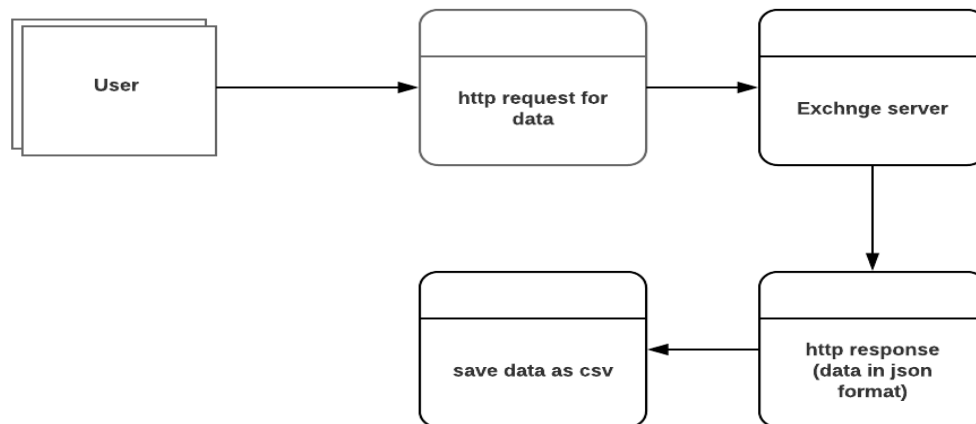 User
http request for
data
Exchnge server
http response
(data in json
format)
save data as csv